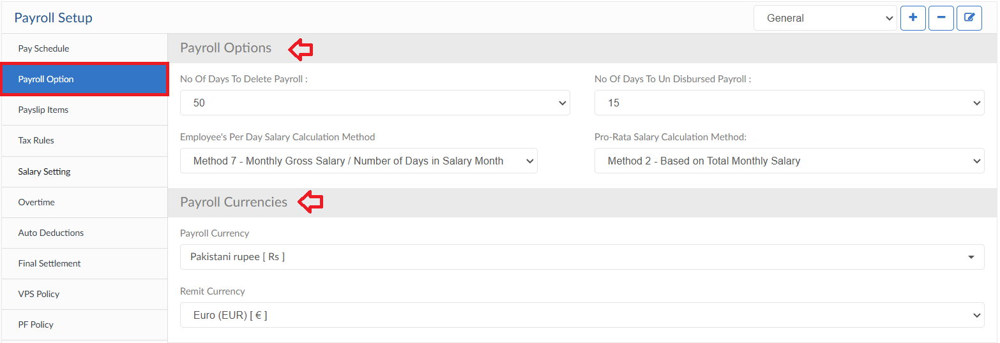 Payroll Setup
General
Pay Schedule
Payroll Option
Payslip Items
Tax Rules
Salary Setting
Overtime
Auto Deductions
Final Settlement
VPS Policy
PF Policy
Payroll Options
No Of Days To Delete Payroll :
50
No Of Days To Un Disbursed Payroll :
15
Employee's Per Day Salary Calculation Method
Method 7 - Monthly Gross Salary / Number of Days in Salary Month
Pro-Rata Salary Calculation Method:
Method 2 - Based on Total Monthly Salary
Payroll Currencies
Payroll Currency
Pakistani rupee [ Rs ]
Remit Currency
Euro (EUR) [ € ]